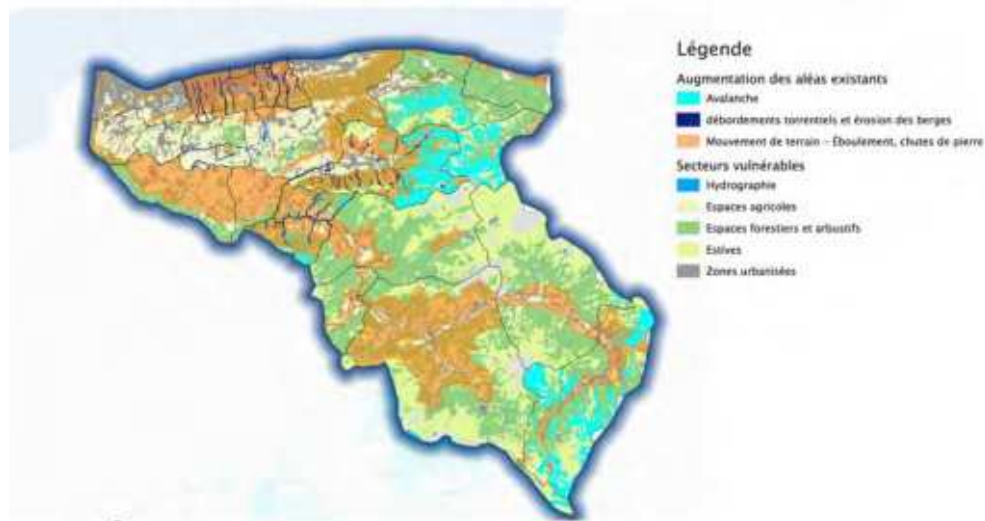 Légende
Augmentation des aléas existants
Avalanche
débordements torrentiels et érosion des berges
Mouvement de terrain - Éboulement, chutes de pierre
Secteurs vulnérables
Hydrographie
Espaces agricoles
Espaces forestiers et arbustifs
Estives
Zones urbanisées